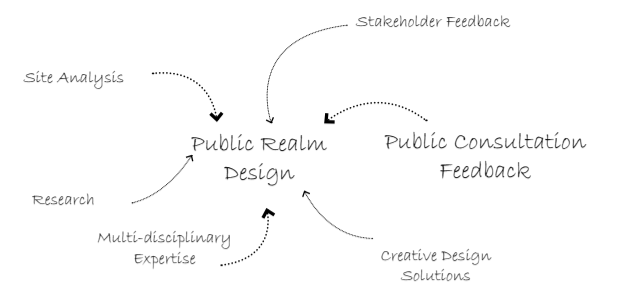 Stakeholder Feedback
Site Analysis
Public Realm
Design
Public Consultation
Feedback
Research
Multi-disciplinary
Expertise
Creative Design
Solutions